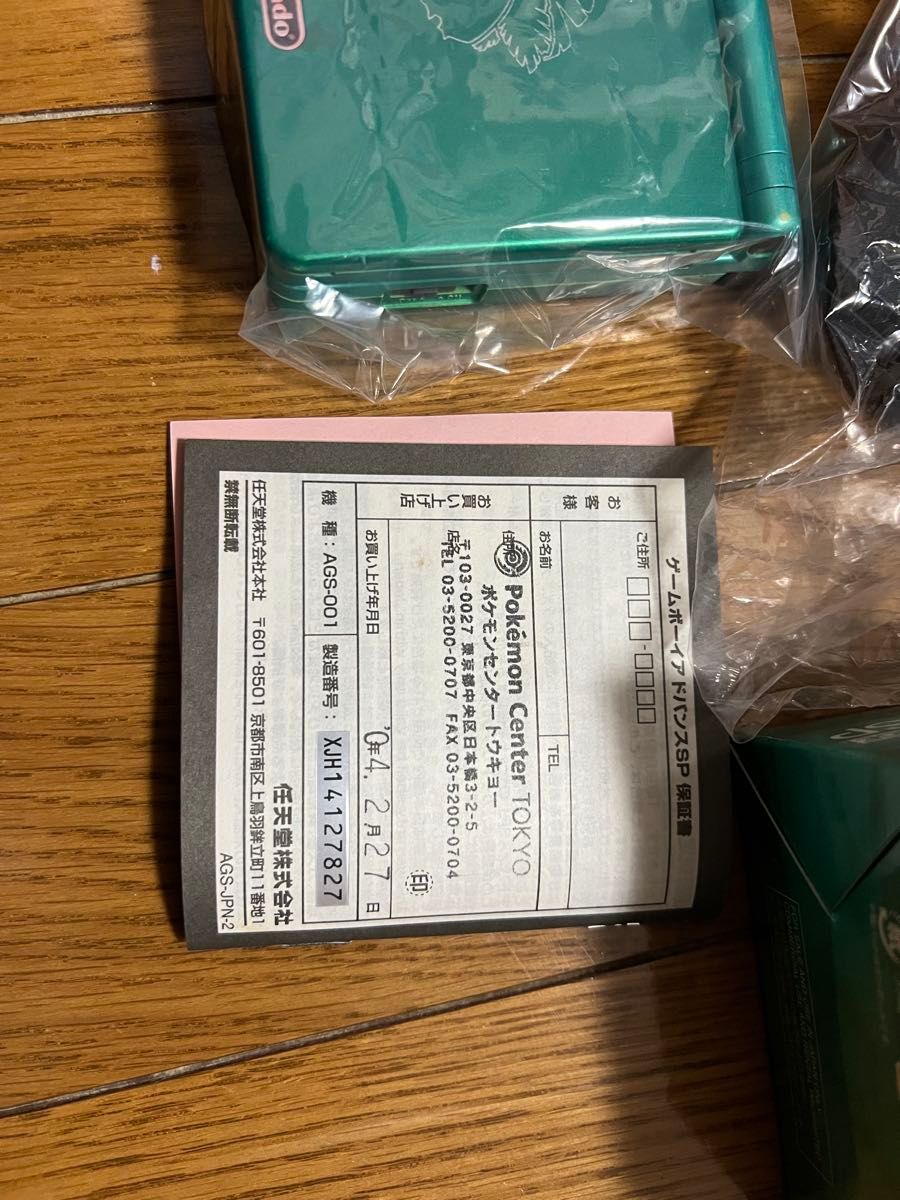 ndo®
ゲームボーイアドバンスSP 保証書
お客様
ご住所 □□□-□□□□
お名前
TEL
お買い上げ店
住所
店名
Pokémon Center TOKYO
ポケモンセンタートウキョー
〒103-0027 東京都中央区日本橋3-2-5
TEL 03-5200-0707 FAX 03-5200-0704
印
お買い上げ年月日 '04年2月27日
機種：AGS-001 製造番号：XJH14127827
任天堂株式会社
任天堂株式会社本社 〒601-8501 京都市南区上鳥羽鉾立町11番地1
禁無断転載
AGS-JPN-2